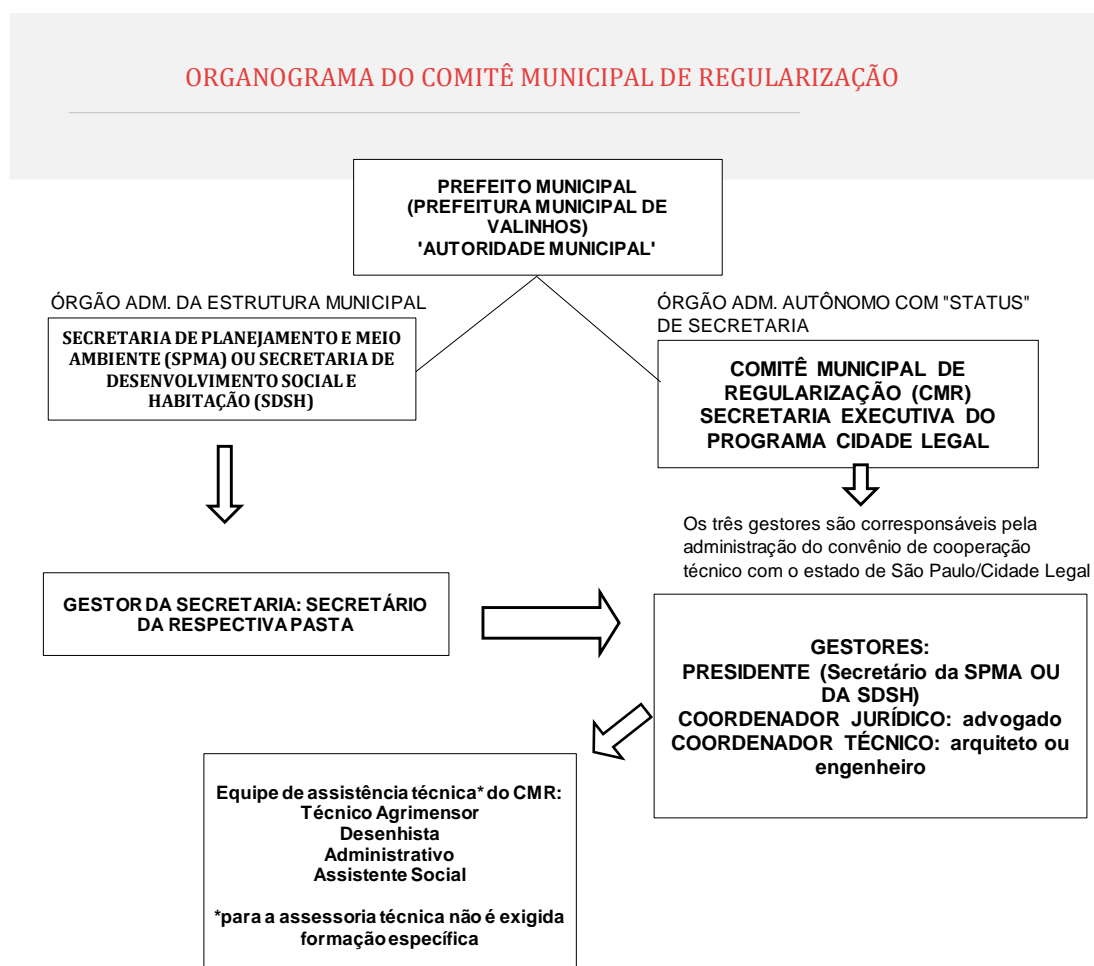 ORGANOGRAMA DO COMITÊ MUNICIPAL DE REGULARIZAÇÃO
PREFEITO MUNICIPAL
(PREFEITURA MUNICIPAL DE
VALINHOS)
'AUTORIDADE MUNICIPAL'
ÓRGÃO ADM. DA ESTRUTURA MUNICIPAL
SECRETARIA DE PLANEJAMENTO E MEIO
AMBIENTE (SPMA) OU SECRETARIA DE
DESENVOLVIMENTO SOCIAL E
HABITAÇÃO (SDSH)
ÓRGÃO ADM. AUTÔNOMO COM "STATUS"
DE SECRETARIA
COMITÊ MUNICIPAL DE
REGULARIZAÇÃO (CMR)
SECRETARIA EXECUTIVA DO
PROGRAMA CIDADE LEGAL
Os três gestores são corresponsáveis pela
administração do convênio de cooperação
técnico com o estado de São Paulo/Cidade Legal
GESTOR DA SECRETARIA: SECRETÁRIO
DA RESPECTIVA PASTA
GESTORES:
PRESIDENTE (Secretário da SPMA OU
DA SDSH)
COORDENADOR JURÍDICO: advogado
COORDENADOR TÉCNICO: arquiteto ou
engenheiro
Equipe de assistência técnica* do CMR:
Técnico Agrimensor
Desenhista
Administrativo
Assistente Social
*para a assessoria técnica não é exigida
formação específica